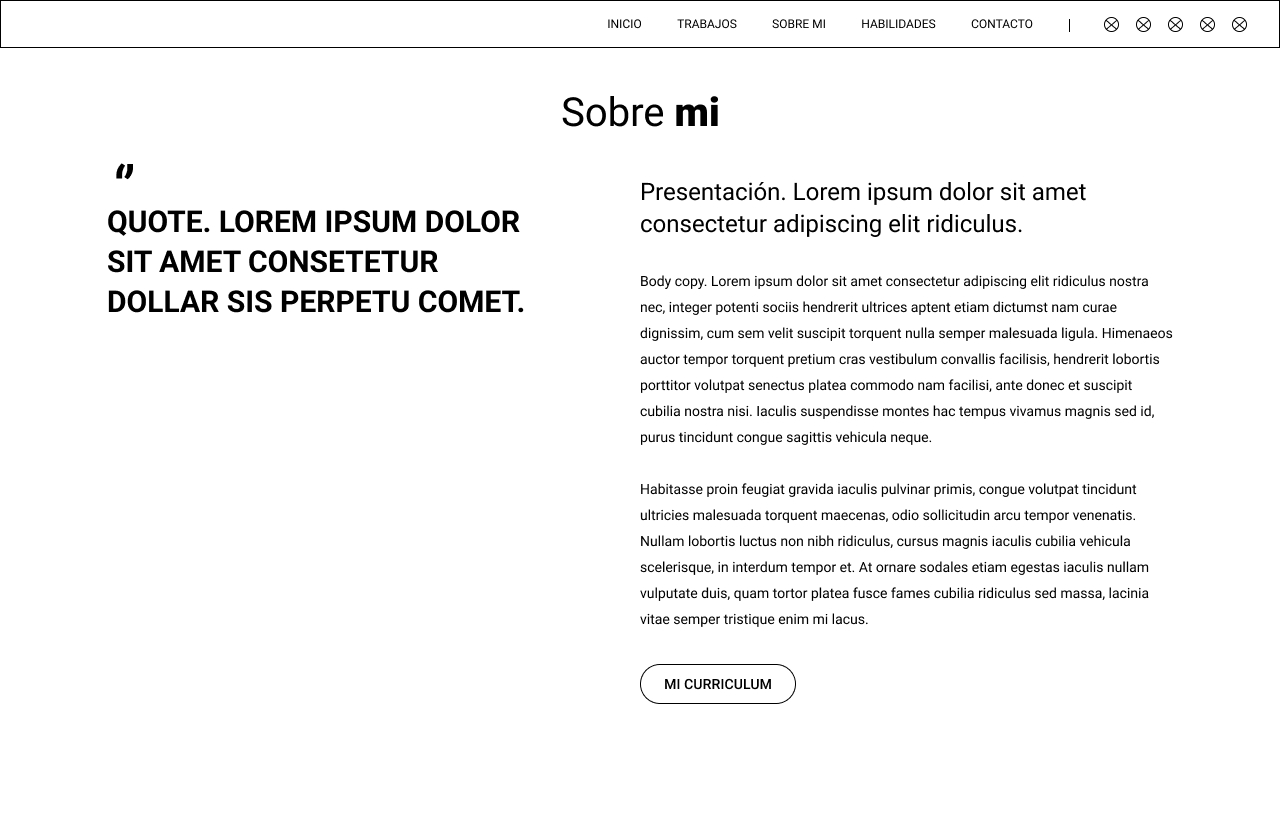 INICIO TRABAJOS SOBRE MI HABILIDADES CONTACTO |
Sobre mi
"
QUOTE. LOREM IPSUM DOLOR
SIT AMET CONSETETUR
DOLLAR SIS PERPETU COMET.
Presentación. Lorem ipsum dolor sit amet
consectetur adipiscing elit ridiculus.
Body copy. Lorem ipsum dolor sit amet consectetur adipiscing elit ridiculus nostra
nec, integer potenti sociis hendrerit ultrices aptent etiam dictumst nam curae
dignissim, cum sem velit suscipit torquent nulla semper malesuada ligula. Himenaeos
auctor tempor torquent pretium cras vestibulum convallis facilisis, hendrerit lobortis
porttitor volutpat senectus platea commodo nam facilisi, ante donec et suscipit
cubilia nostra nisi. Iaculis suspendisse montes hac tempus vivamus magnis sed id,
purus tincidunt congue sagittis vehicula neque.
Habitasse proin feugiat gravida iaculis pulvinar primis, congue volutpat tincidunt
ultricies malesuada torquent maecenas, odio sollicitudin arcu tempor venenatis.
Nullam lobortis luctus non nibh ridiculus, cursus magnis iaculis cubilia vehicula
scelerisque, in interdum tempor et. At ornare sodales etiam egestas iaculis nullam
vulputate duis, quam tortor platea fusce fames cubilia ridiculus sed massa, lacinia
vitae semper tristique enim mi lacus.
MI CURRICULUM